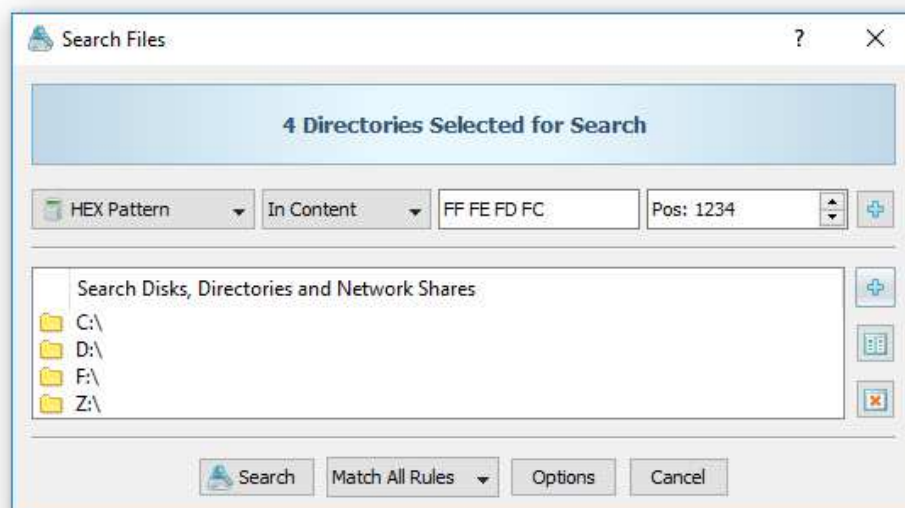 Search Files ?
4 Directories Selected for Search
HEX Pattern In Content FF FE FD FC Pos: 1234
Search Disks, Directories and Network Shares
C:\
D:\
F:\
Z:\
Search Match All Rules Options Cancel